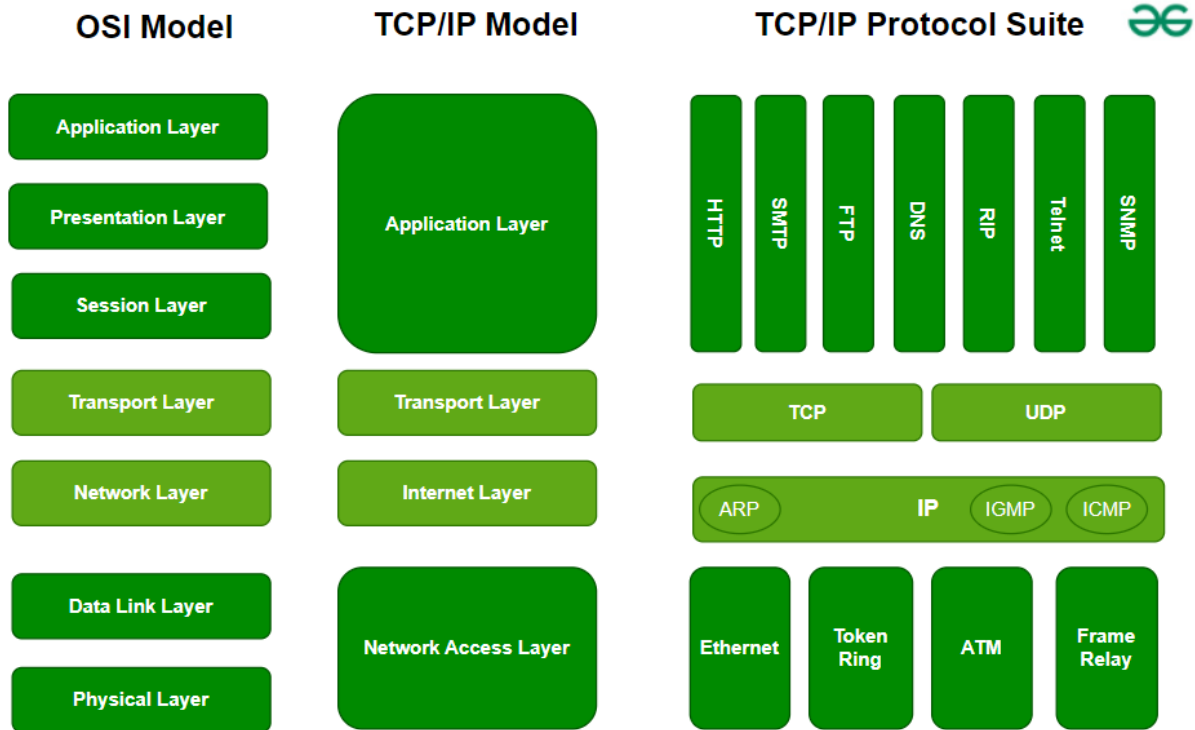 OSI Model
TCP/IP Model
TCP/IP Protocol Suite
Application Layer
Presentation Layer
Session Layer
Transport Layer
Network Layer
Data Link Layer
Physical Layer
Application Layer
Transport Layer
Internet Layer
Network Access Layer
HTTP
SMTP
FTP
DNS
RIP
Telnet
SNMP
TCP
UDP
ARP
IP
IGMP
ICMP
Ethernet
Token
Ring
ATM
Frame
Relay